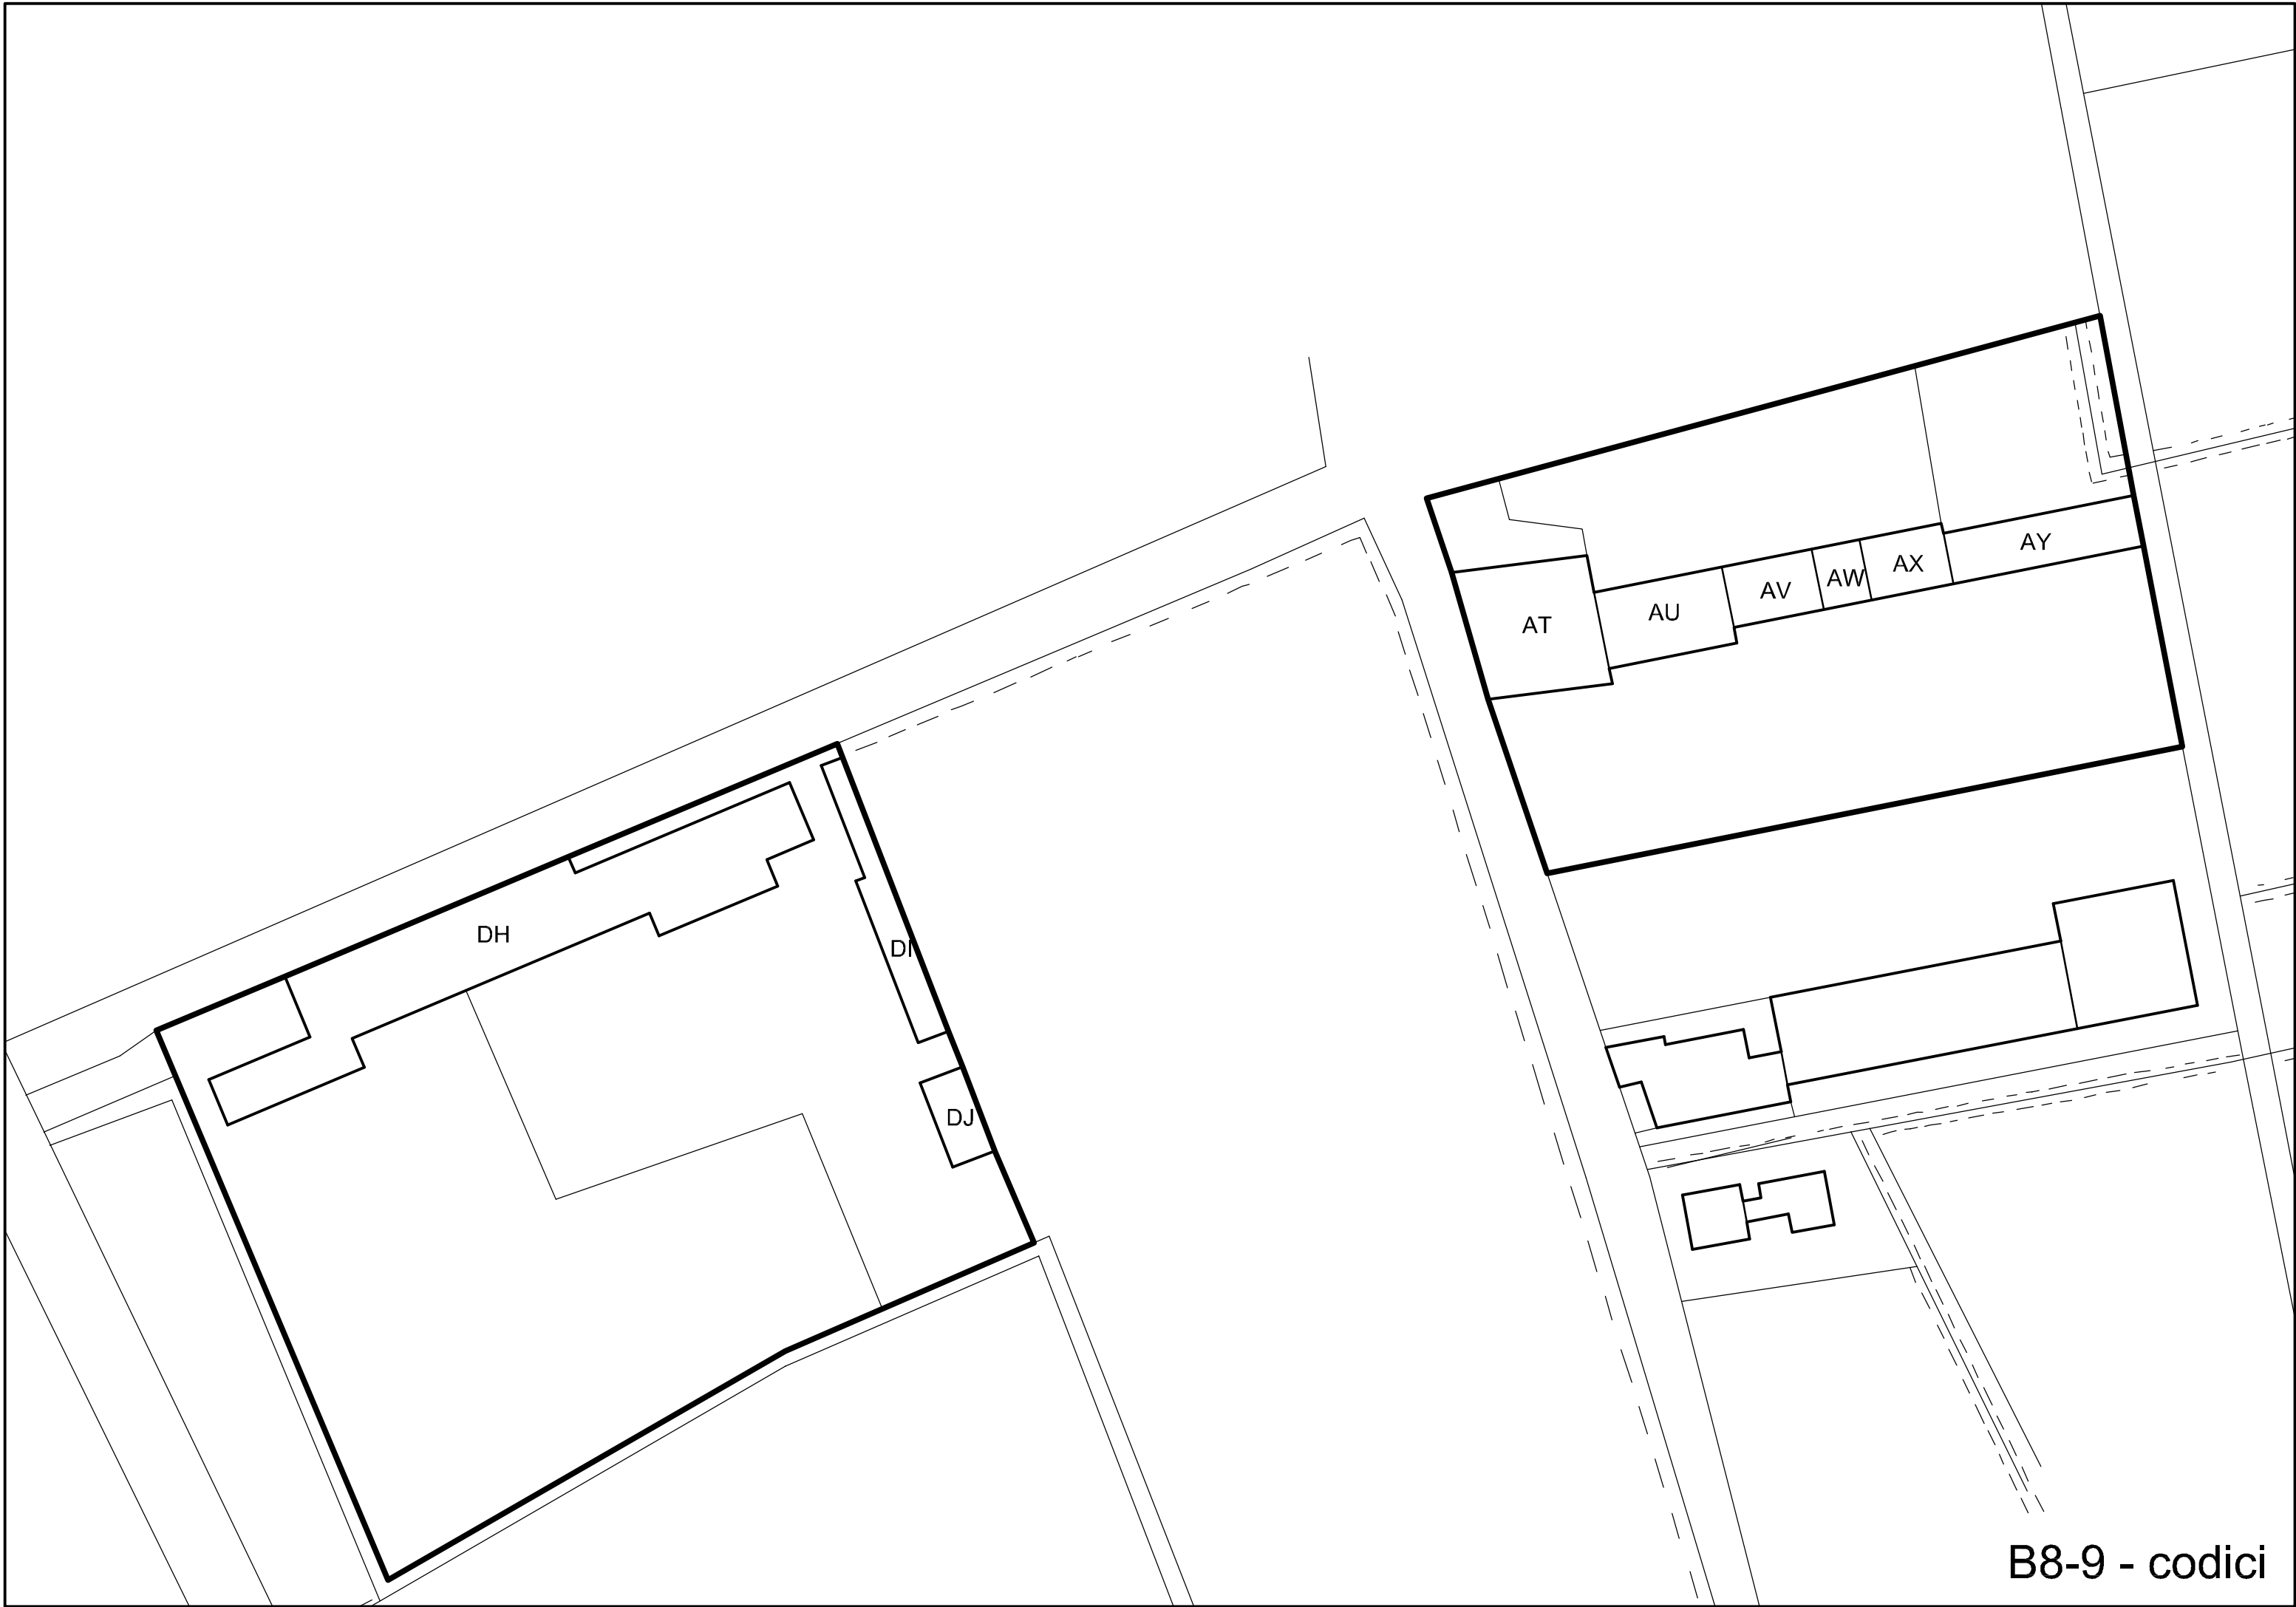 AY
AX
AW
AV
AU
AT
DH
DI
DJ
B8-9 - codici